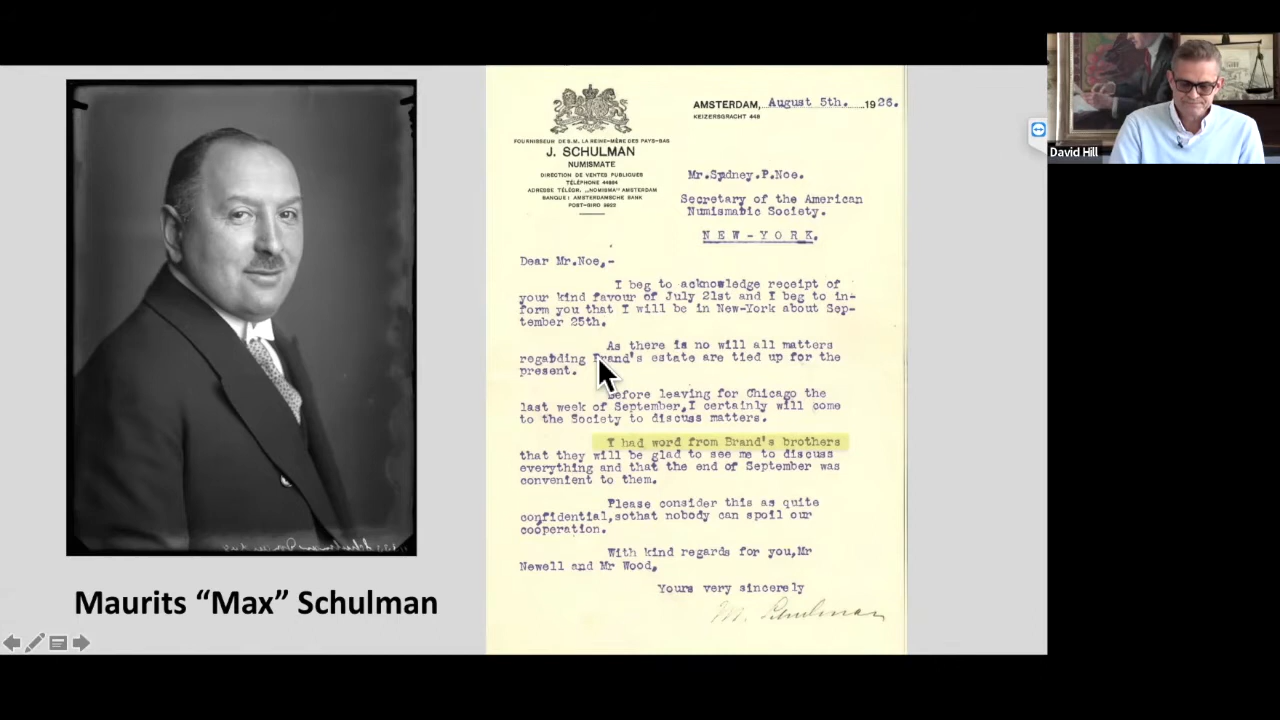 FOURNISSEUR DE S.M. LA REINE-MÈRE DES PAYS-BAS
J. SCHULMAN
NUMISMATE
DIRECTION DE VENTES PUBLIQUES
TÉLÉPHONE 44894
ADRESSE TÉLÉGR. „NOMISMA" AMSTERDAM
BANQUE: AMSTERDAMSCHE BANK
POST-GIRO 9922
AMSTERDAM, August 5th. 1926.
KEIZERSGRACHT 448
Mr.Sydney.P.Noe.
Secretary of the American
Numismatic Society.
NEW-YORK.
Dear Mr.Noe,-
I beg to acknowledge receipt of
your kind favour of July 21st and I beg to in-
form you that I will be in New-York about Sep-
tember 25th.
As there is no will all matters
regarding Brand's estate are tied up for the
present.
Before leaving for Chicago the
last week of September,I certainly will come
to the Society to discuss matters.
I had word from Brand's brothers
that they will be glad to see me to discuss
everything and that the end of September was
convenient to them.
Please consider this as quite
confidential,sothat nobody can spoil our
cooperation.
With kind regards for you,Mr
Newell and Mr Wood,
Yours very sincerely
M. Schulman
Maurits “Max” Schulman
David Hill